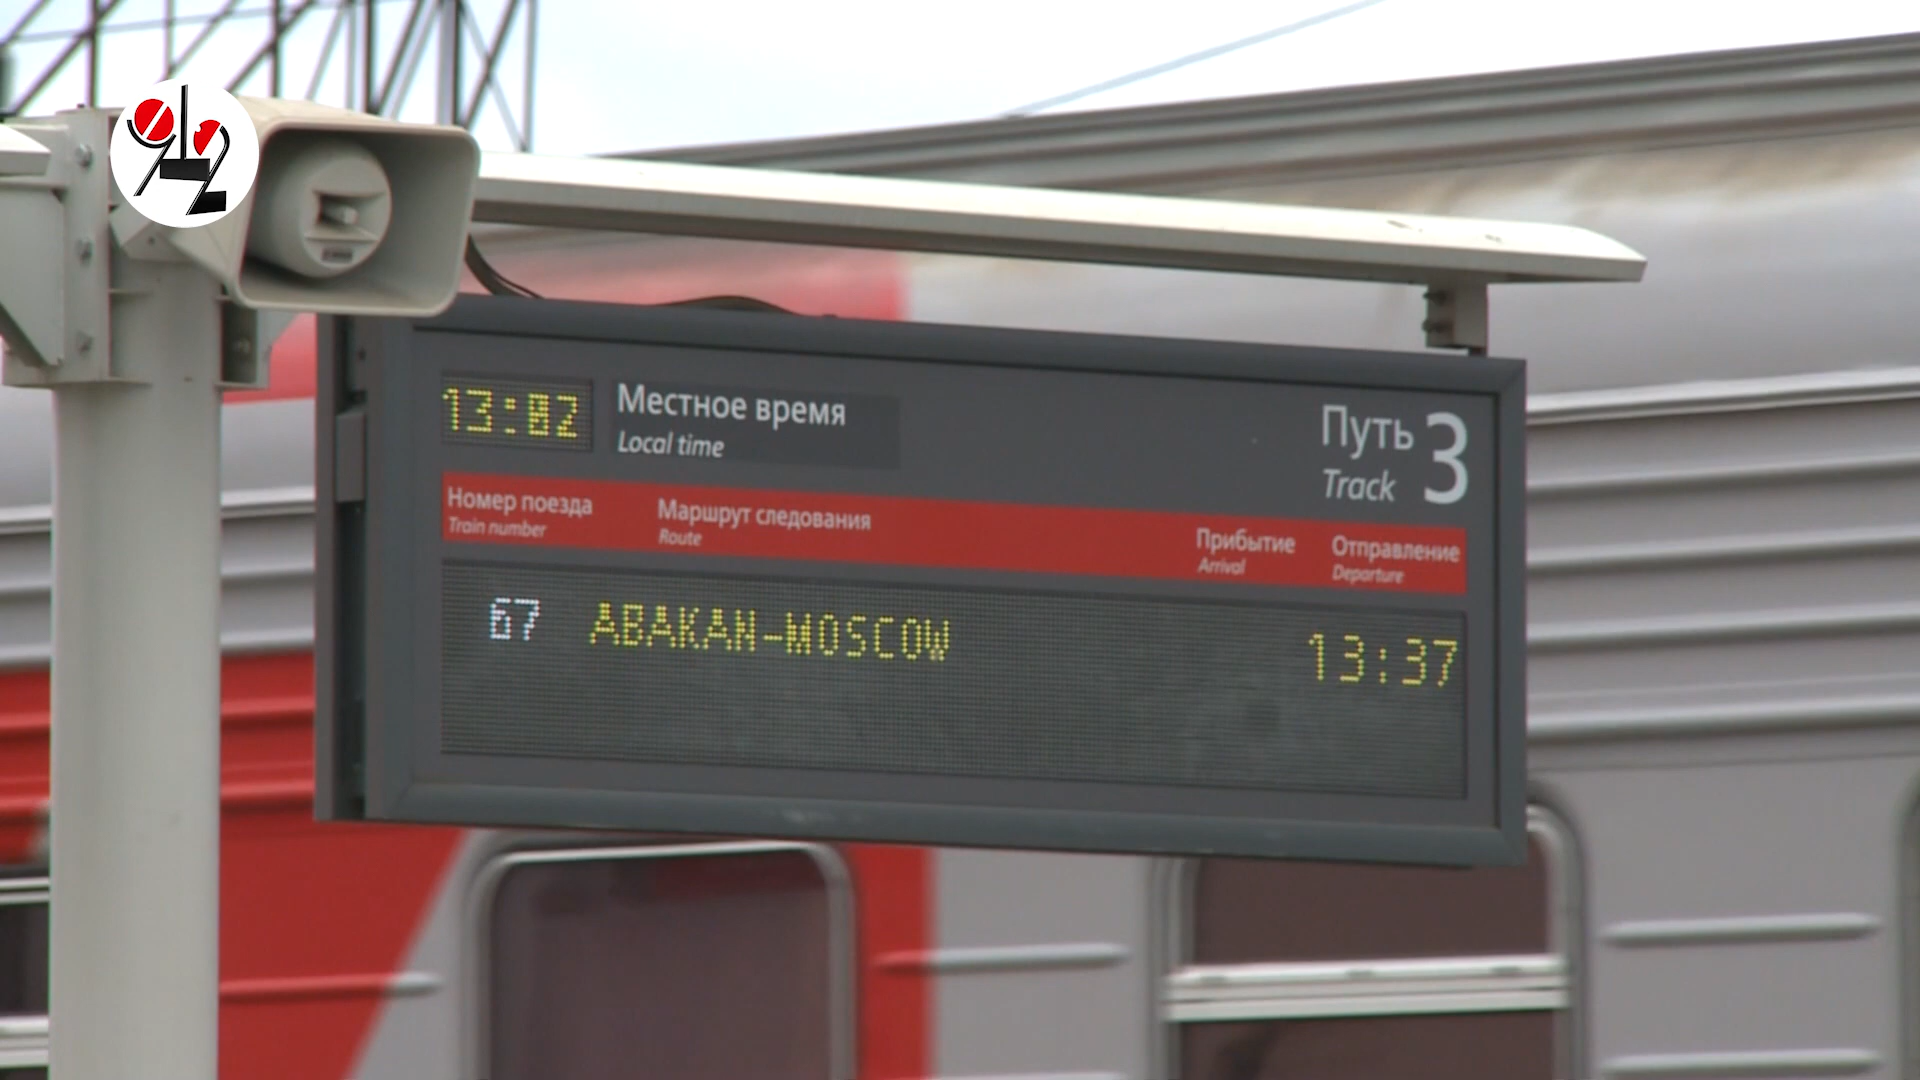 13:02
Местное время
Local time
Путь 3
Track
Номер поезда
Train number
Маршрут следования
Route
Прибытие
Arrival
Отправление
Departure
67 ABAKAN-MOSCOW 13:37